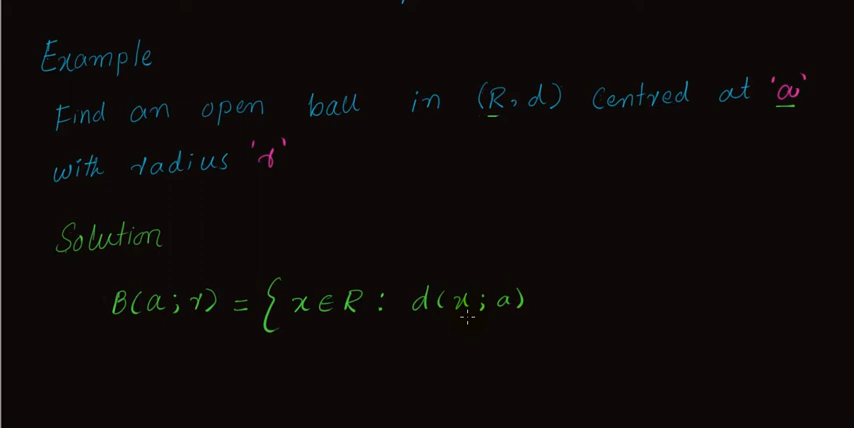 Example
Find an open ball in (R, d) centred at 'a'
with radius 'r'
Solution
B(a; r) = { x ∈ R : d(x; a)